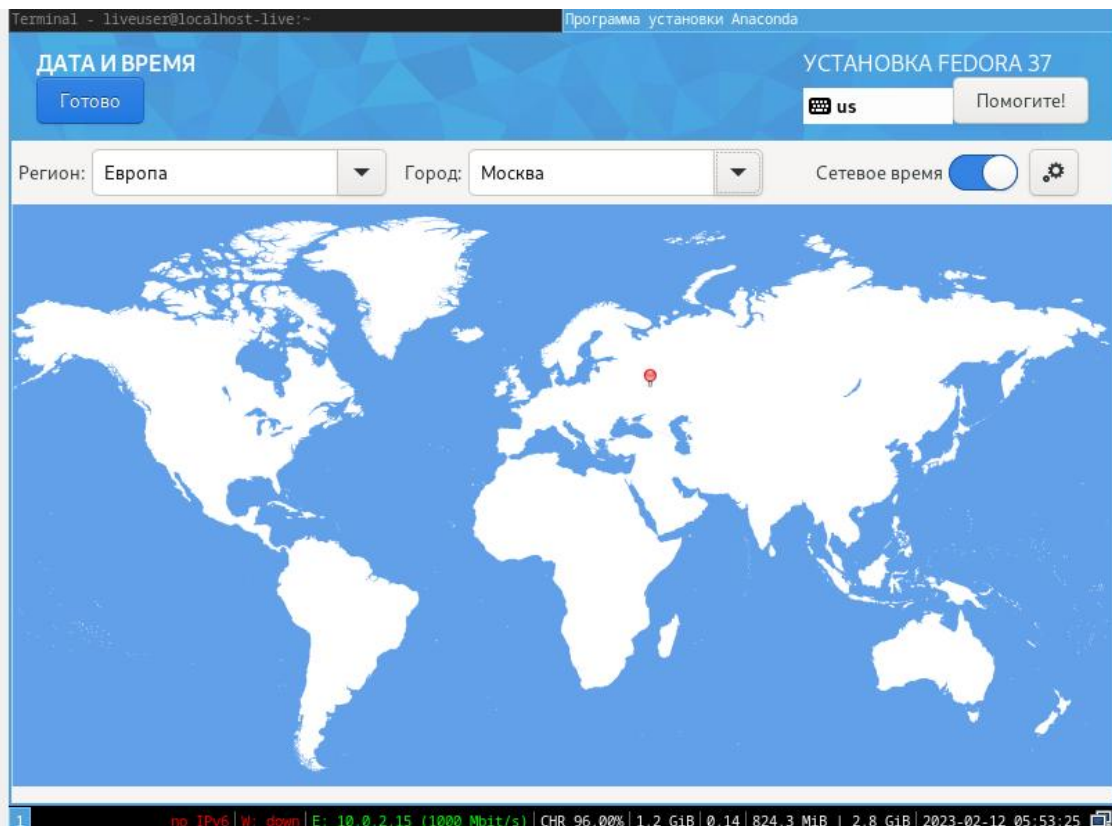 Terminal - liveuser@localhost-live:~
Программа установки Anaconda
ДАТА И ВРЕМЯ
УСТАНОВКА FEDORA 37
Готово
us
Помогите!
Регион: Европа
Город: Москва
Сетевое время
1
no IPv6|W: down|E: 10.0.2.15 (1000 Mbit/s)|CHR 96.00%|1.2 GiB|0.14|824.3 MiB | 2.8 GiB|2023-02-12 05:53:25